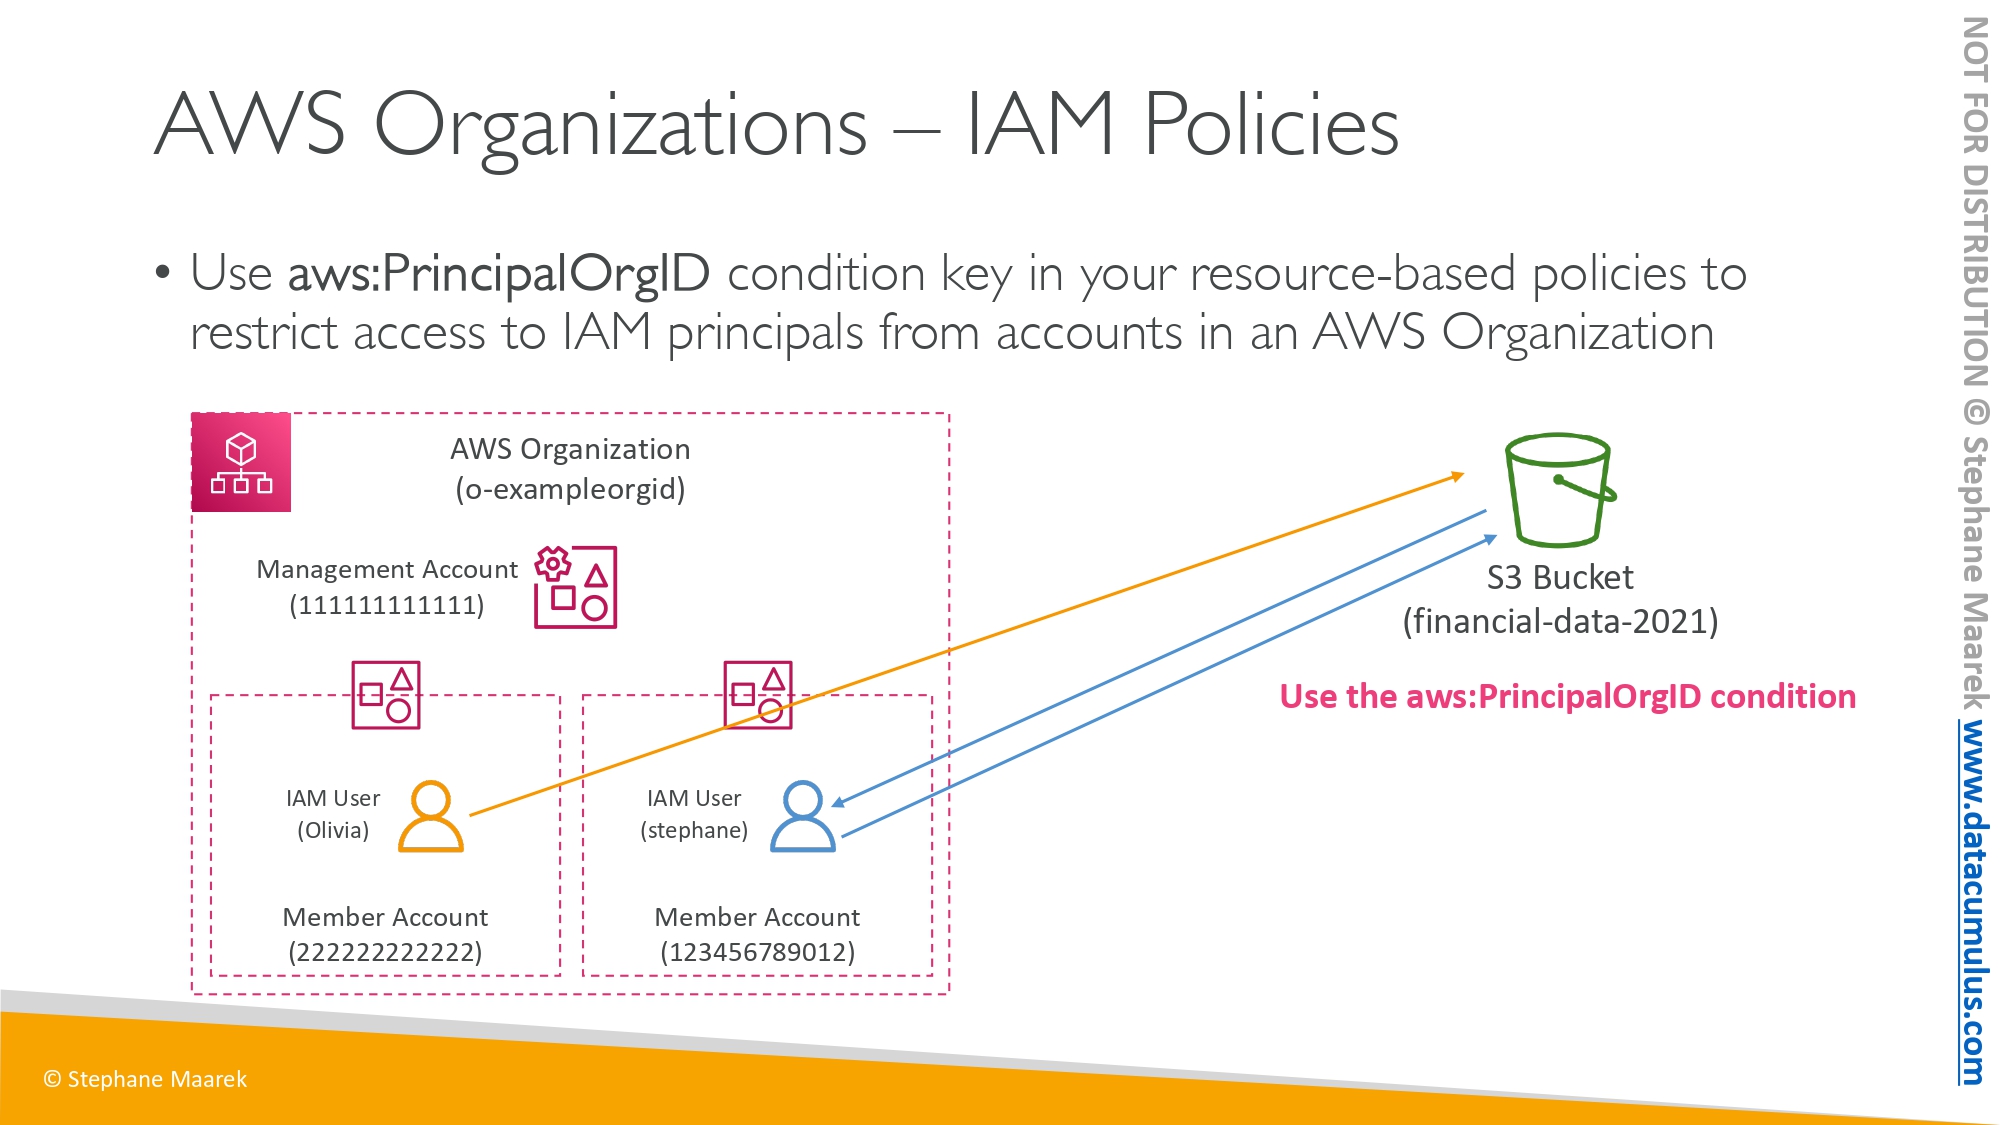 AWS Organizations – IAM Policies
• Use aws:PrincipalOrgID condition key in your resource-based policies to
restrict access to IAM principals from accounts in an AWS Organization
AWS Organization
(o-exampleorgid)
Management Account
(111111111111)
IAM User
(Olivia)
Member Account
(222222222222)
IAM User
(stephane)
Member Account
(123456789012)
S3 Bucket
(financial-data-2021)
Use the aws:PrincipalOrgID condition
© Stephane Maarek
NOT FOR DISTRIBUTION © Stephane Maarek www.datacumulus.com